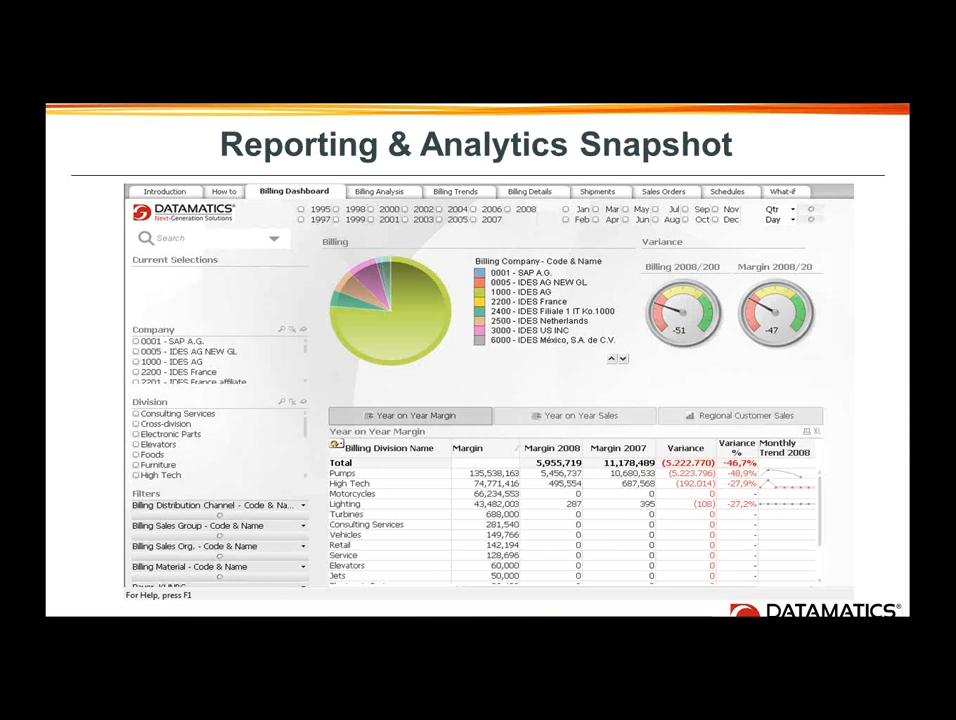 Reporting & Analytics Snapshot
Introduction How to Billing Dashboard Billing Analysis Billing Trends Billing Details Shipments Sales Orders Schedules What-if
DATAMATICS®
Next-Generation Solutions
1995 1998 2000 2002 2004 2006 2008 Jan Mar May Jul Sep Nov Qtr
1997 1999 2001 2003 2005 2007 Feb Apr Jun Aug Oct Dec Day
Search
Current Selections
Company
0001 - SAP A.G.
0005 - IDES AG NEW GL
1000 - IDES AG
2200 - IDES France
2201 - IDES France affiliate
Division
Consulting Services
Cross-division
Electronic Parts
Elevators
Foods
Furniture
High Tech
Filters
Billing Distribution Channel - Code & Na...
Billing Sales Group - Code & Name
Billing Sales Org. - Code & Name
Billing Material - Code & Name
Billing
Billing Company - Code & Name
0001 - SAP A.G.
0005 - IDES AG NEW GL
1000 - IDES AG
2200 - IDES France
2400 - IDES Filiale 1 IT Ko.1000
2500 - IDES Netherlands
3000 - IDES US INC
6000 - IDES México, S.A. de C.V.
Variance
Billing 2008/200 Margin 2008/20
-51 -47
Year on Year Margin Year on Year Sales Regional Customer Sales
Year on Year Margin XL
Billing Division Name Margin Margin 2008 Margin 2007 Variance Variance % Monthly Trend 2008
Total 5,955,719 11,178,489 (5.222.770) -46,7%
Pumps 135,538,163 5,456,737 10,680,533 (5.223.796) -48,9%
High Tech 74,771,416 495,554 687,568 (192.014) -27,9%
Motorcycles 66,234,553 0 0 0 -
Lighting 43,482,003 287 395 (108) -27,2%
Turbines 688,000 0 0 0 -
Consulting Services 281,540 0 0 0 -
Vehicles 149,766 0 0 0 -
Retail 142,194 0 0 0 -
Service 128,696 0 0 0 -
Elevators 60,000 0 0 0 -
Jets 50,000 0 0 0 -
For Help, press F1
DATAMATICS®